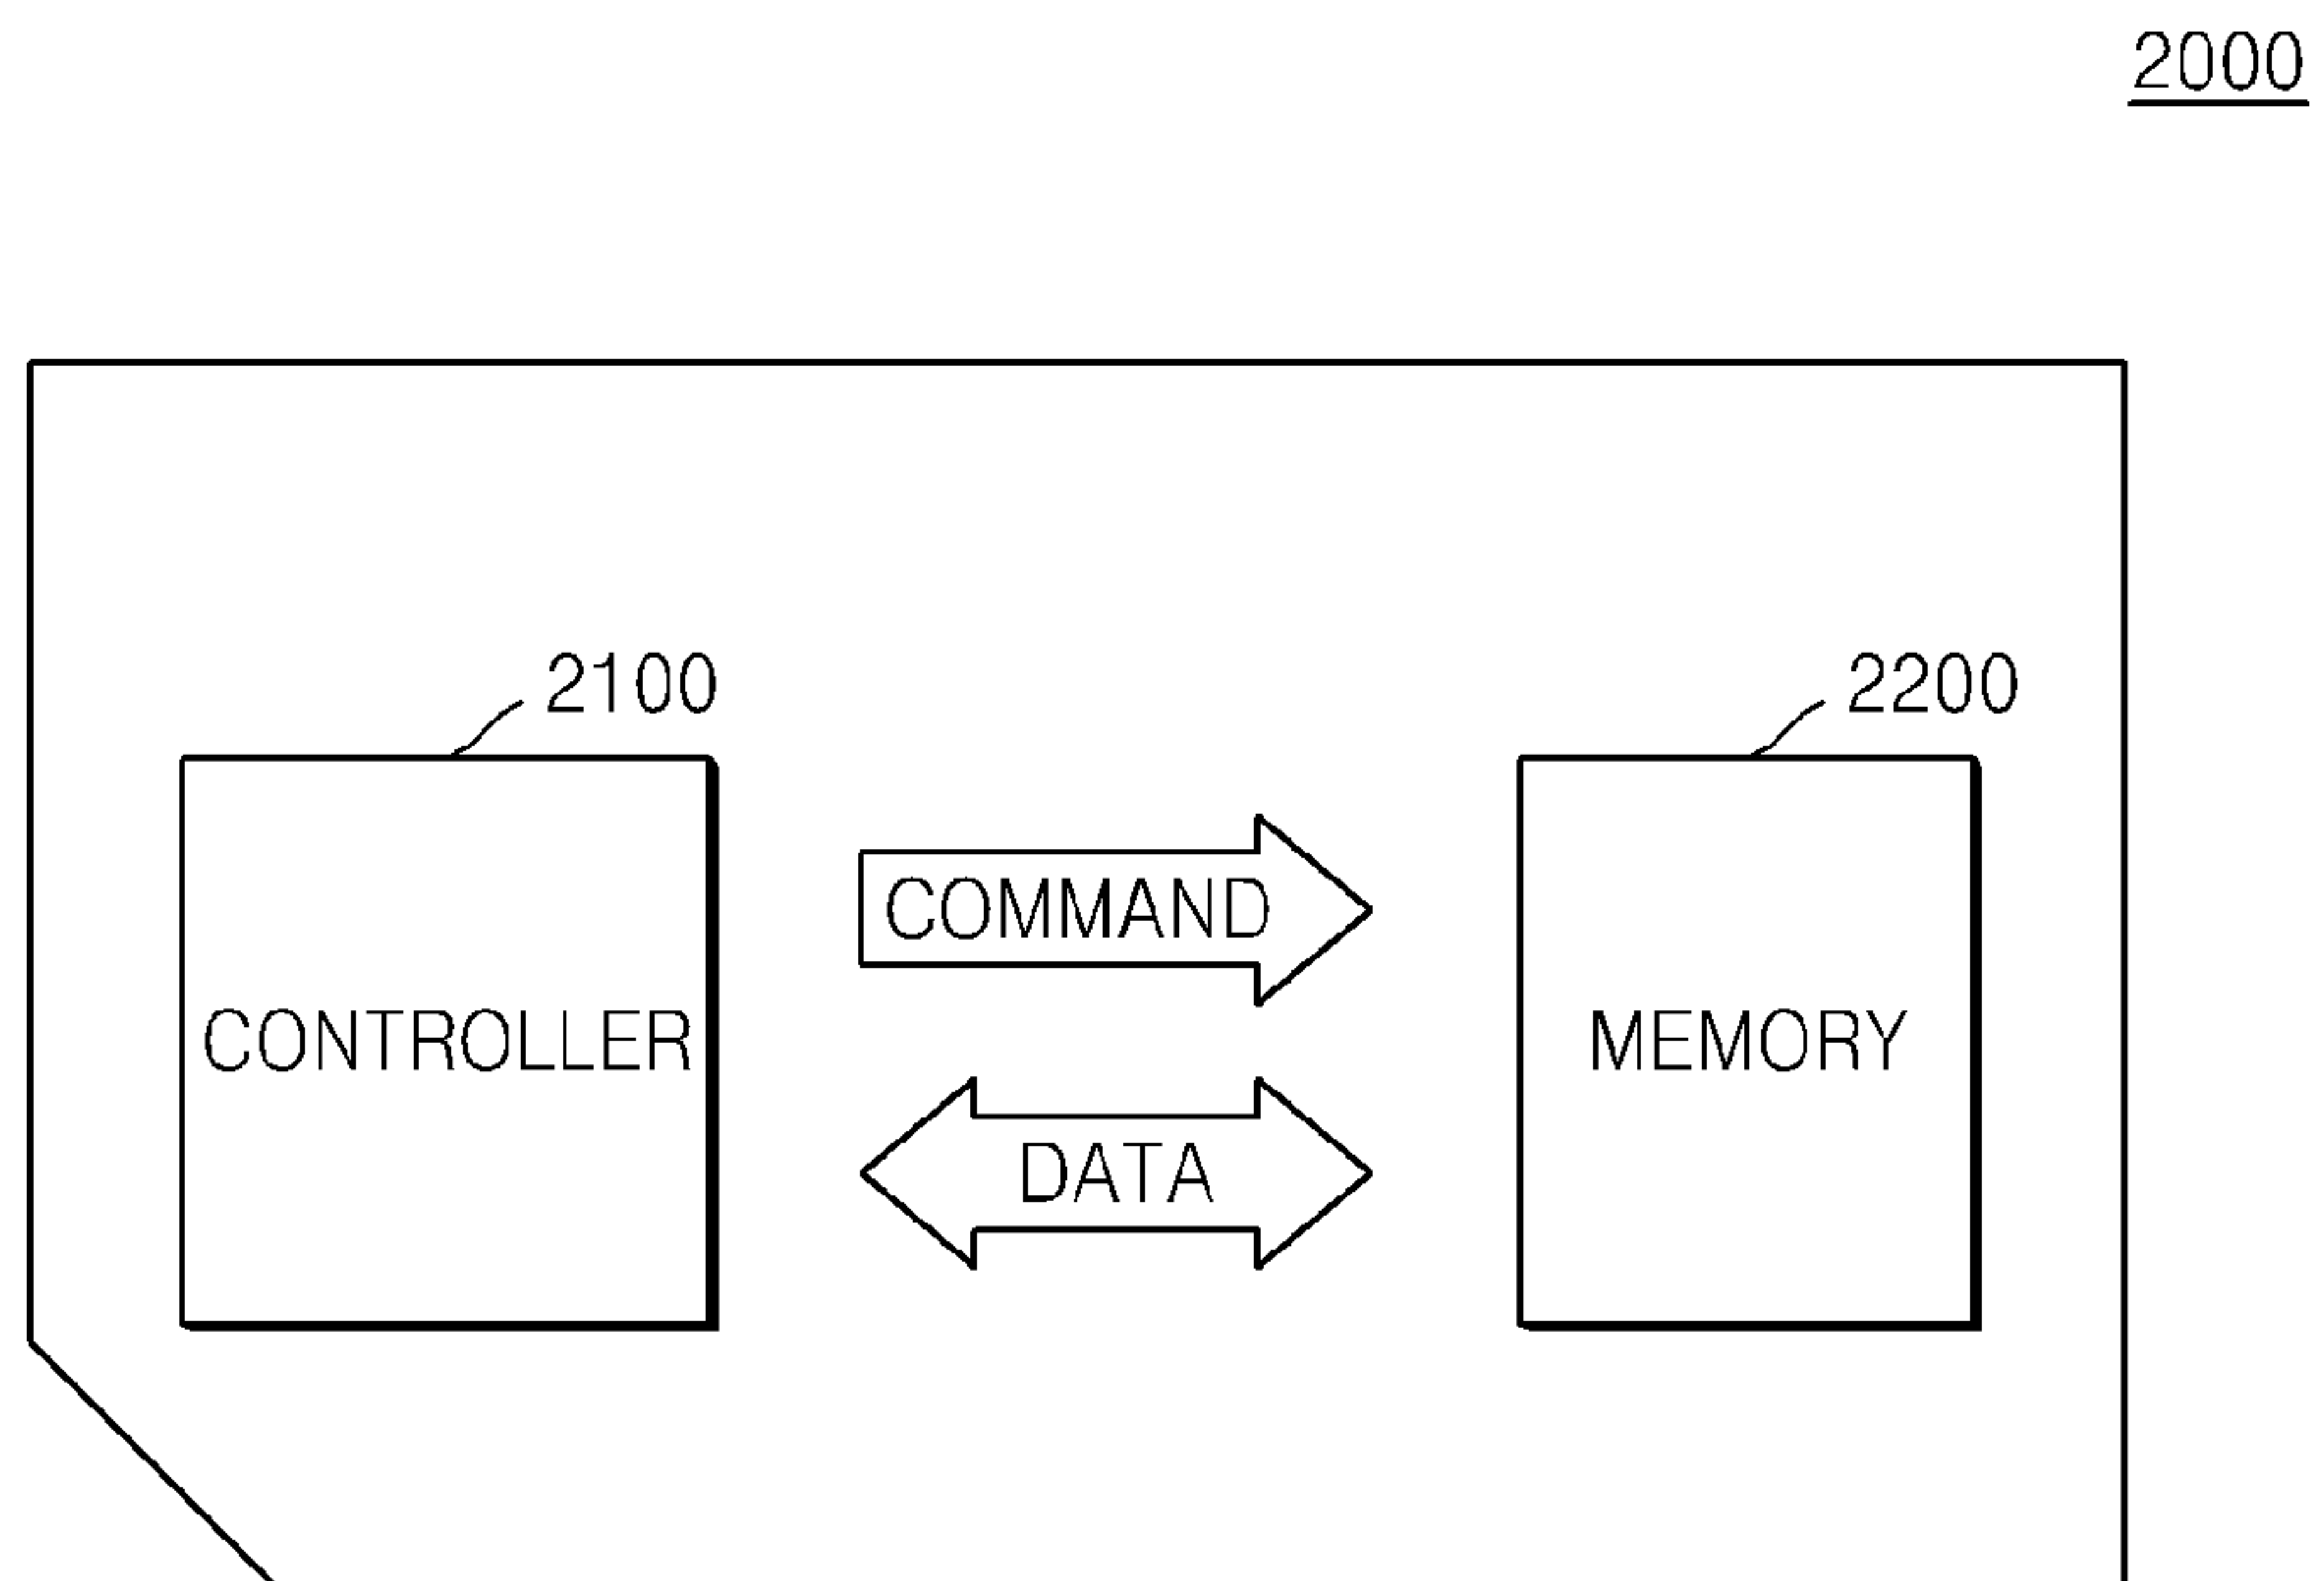 2000
2100
2200
COMMAND
CONTROLLER
MEMORY
DATA